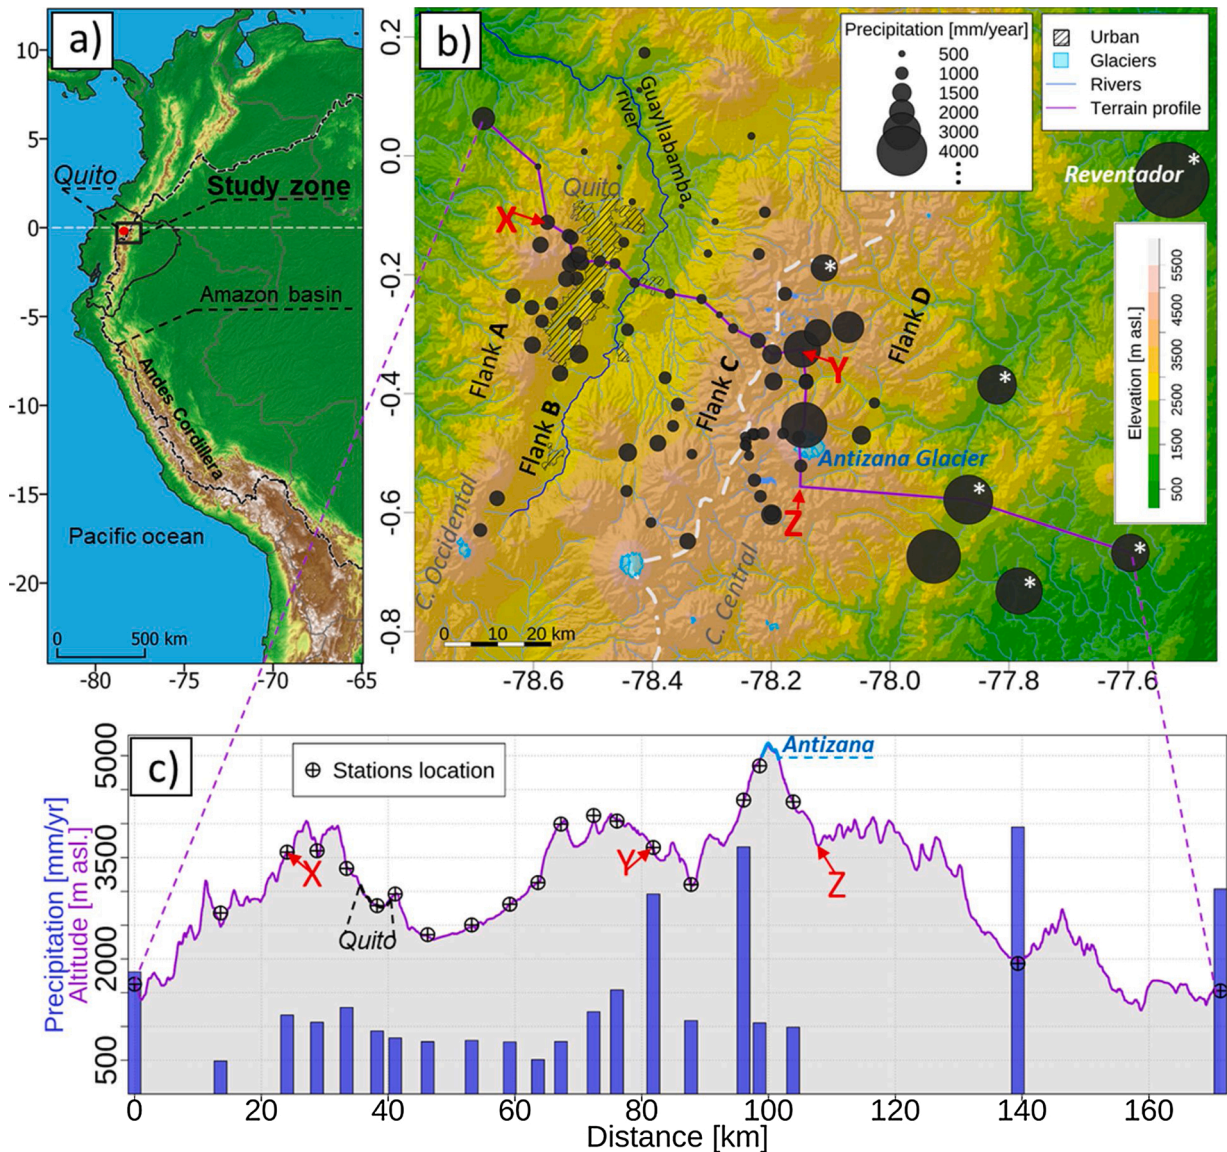 a)
10
5
0
-5
-10
-15
-20
Quito
Study zone
Amazon basin
Andes Cordillera
Pacific ocean
0 500 km
-80 -75 -70 -65
b)
0.2
0.0
-0.2
-0.4
-0.6
-0.8
Precipitation [mm/year]
500
1000
1500
2000
3000
4000
Urban
Glaciers
Rivers
Terrain profile
Guayllabamba
river
Quito
X
Reventador
*
*
Elevation [m asl.]
5500
4500
3500
2500
1500
500
Flank A
Flank B
Flank C
Flank D
Y
*
Antizana Glacier
Z
*
*
*
C. Occidental
C. Central
0 10 20 km
-78.6 -78.4 -78.2 -78.0 -77.8 -77.6
c)
Stations location
Antizana
Precipitation [mm/yr]
Altitude [m asl.]
5000
3500
2000
500
X
Quito
Y
Z
0 20 40 60 80 100 120 140 160
Distance [km]